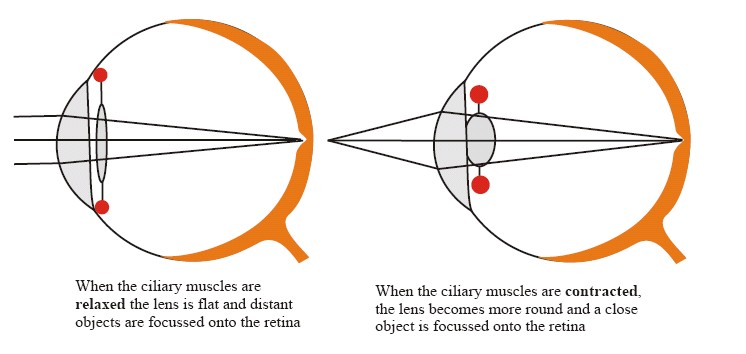 When the ciliary muscles are
relaxed the lens is flat and distant
objects are focussed onto the retina
When the ciliary muscles are contracted,
the lens becomes more round and a close
object is focussed onto the retina